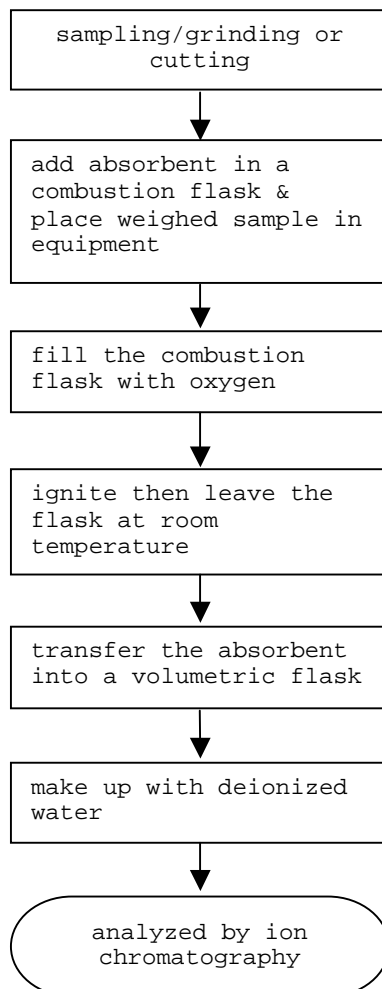 sampling/grinding or
cutting
add absorbent in a
combustion flask &
place weighed sample in
equipment
fill the combustion
flask with oxygen
ignite then leave the
flask at room
temperature
transfer the absorbent
into a volumetric flask
make up with deionized
water
analyzed by ion
chromatography